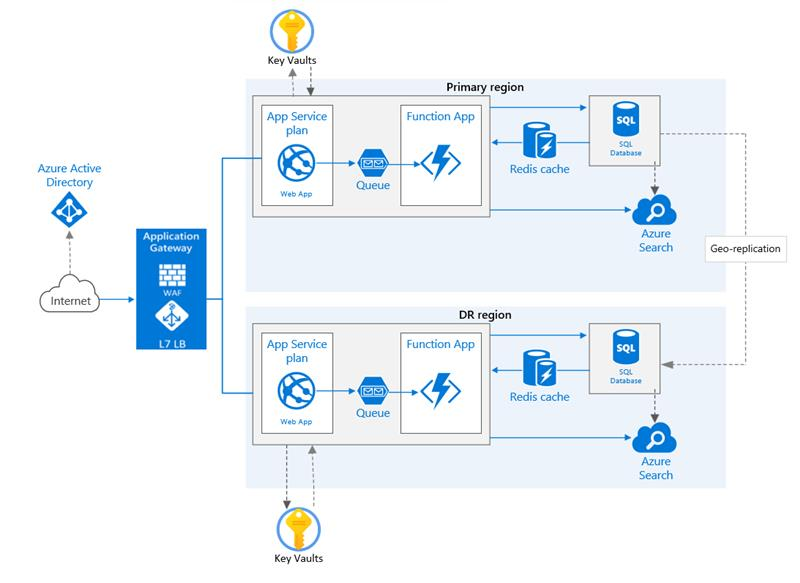 Key Vaults
Primary region
App Service
plan
Web App
Queue
Function App
Redis cache
SQL
SQL
Database
Azure
Search
Geo-replication
Azure Active
Directory
Internet
Application
Gateway
WAF
L7 LB
DR region
App Service
plan
Web App
Queue
Function App
Redis cache
SQL
SQL
Database
Azure
Search
Key Vaults